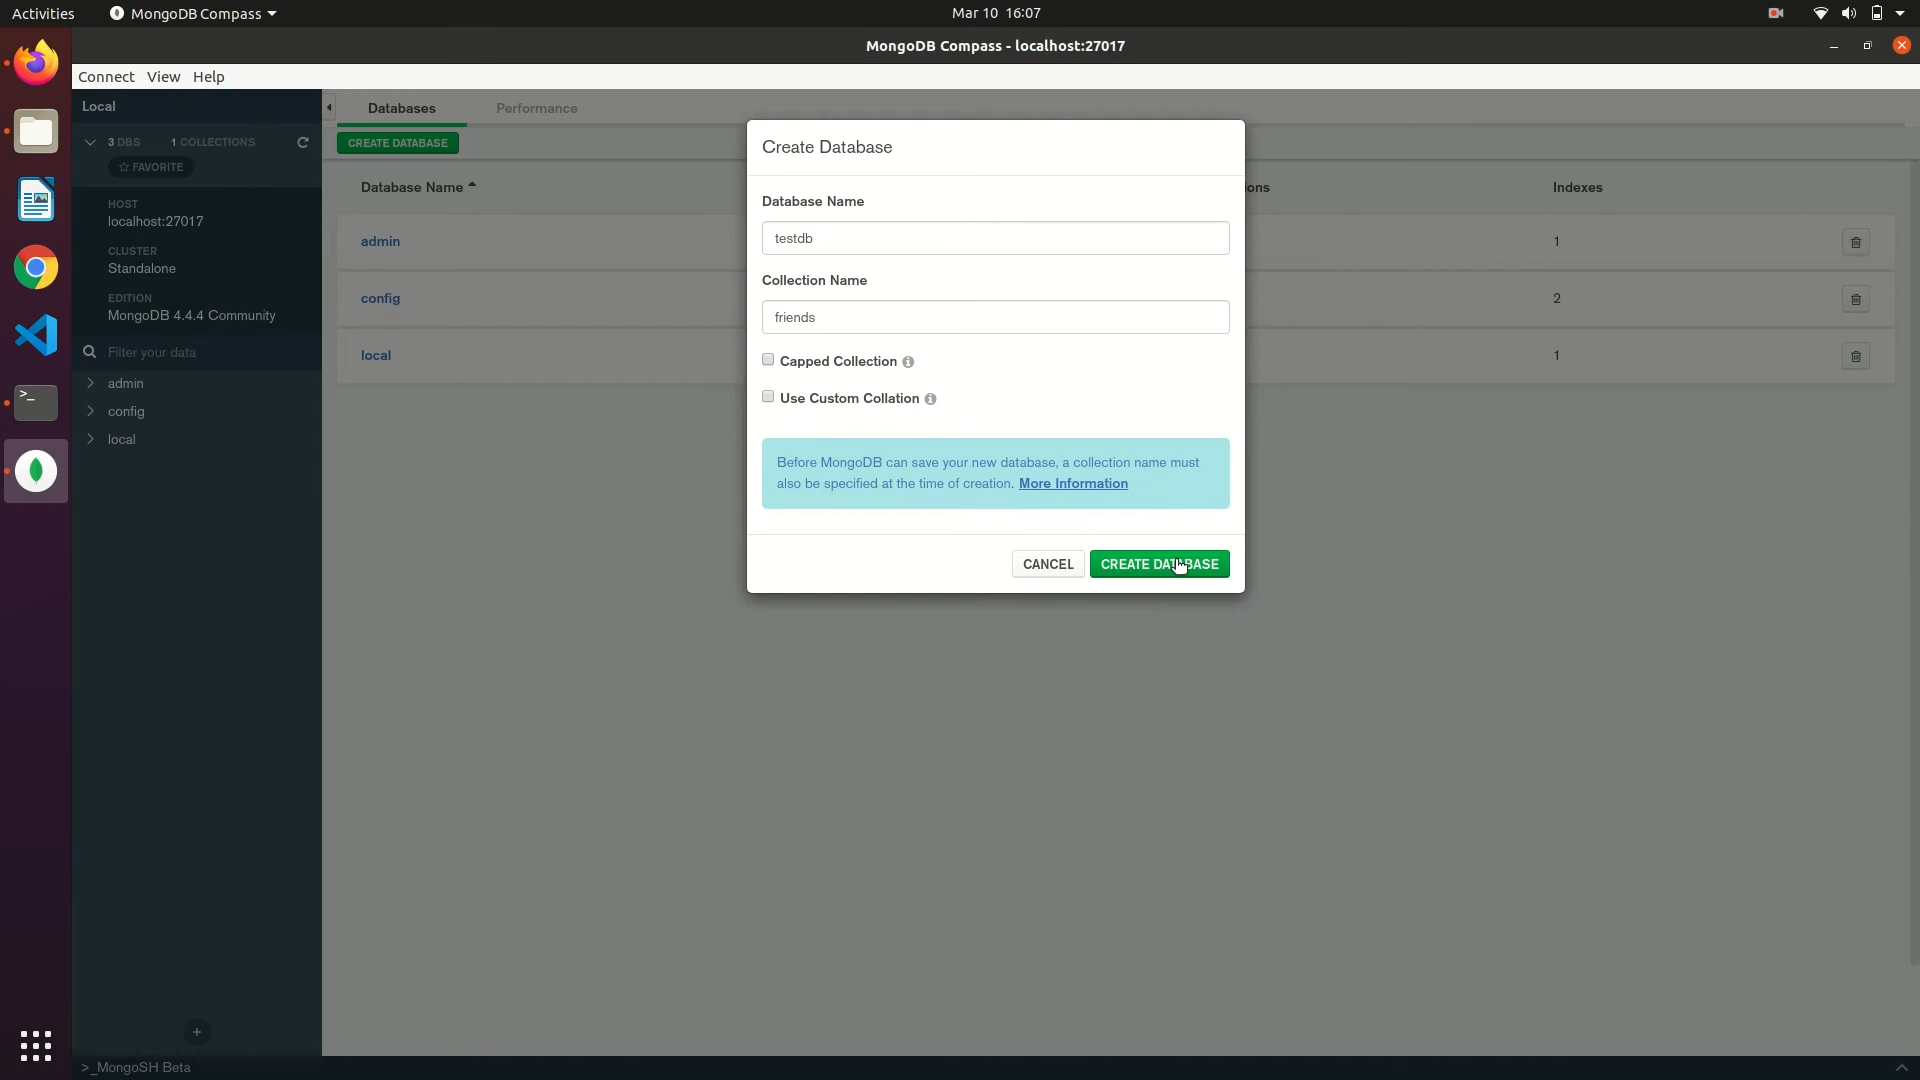 Activities
MongoDB Compass
Mar 10 16:07
MongoDB Compass - localhost:27017
Connect View Help
Local
3 DBS 1 COLLECTIONS
FAVORITE
HOST
localhost:27017
CLUSTER
Standalone
EDITION
MongoDB 4.4.4 Community
Filter your data
admin
config
local
>_MongoSH Beta
Databases Performance
CREATE DATABASE
Database Name
ons
Indexes
admin
1
config
2
local
1
Create Database
Database Name
testdb
Collection Name
friends
Capped Collection
Use Custom Collation
Before MongoDB can save your new database, a collection name must
also be specified at the time of creation. More Information
CANCEL
CREATE DATABASE